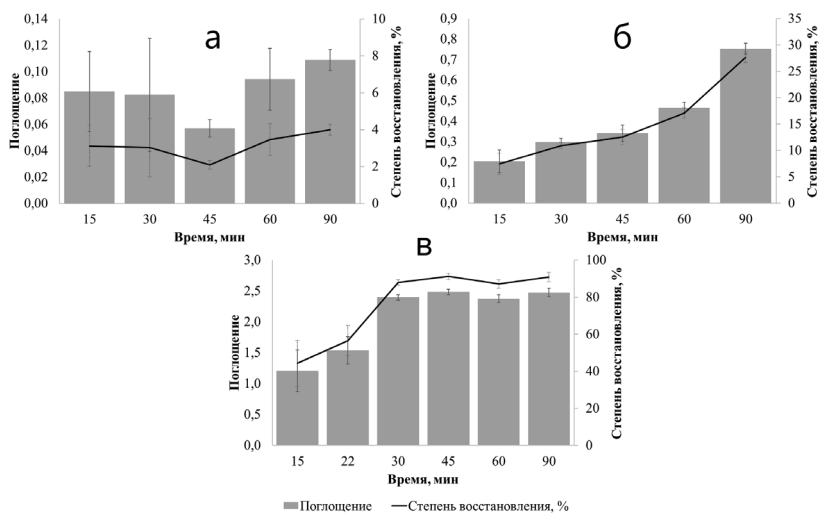 а
0,14
0,12
0,10
0,08
0,06
0,04
0,02
0,00
Поглощение
10
8
6
4
2
0
Степень восстановления, %
15 30 45 60 90
Время, мин
б
0,9
0,8
0,7
0,6
0,5
0,4
0,3
0,2
0,1
0,0
Поглощение
35
30
25
20
15
10
5
0
Степень восстановления, %
15 30 45 60 90
Время, мин
в
3,0
2,5
2,0
1,5
1,0
0,5
0,0
Поглощение
100
80
60
40
20
0
Степень восстановления, %
15 22 30 45 60 90
Время, мин
Поглощение Степень восстановления, %